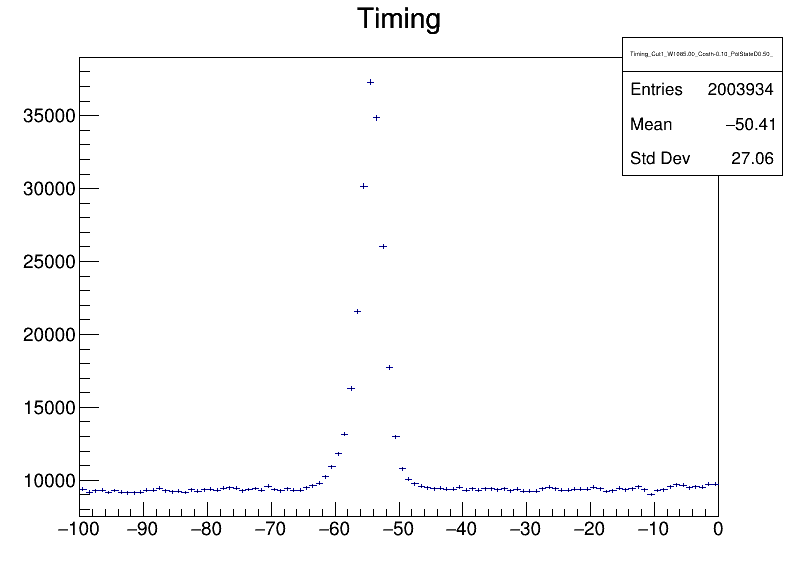 Timing
Timing_Cut1_W1085.00_Costh-0.10_PolStateD0.50_
Entries 2003934
Mean −50.41
Std Dev 27.06
35000
30000
25000
20000
15000
10000
−100 −90 −80 −70 −60 −50 −40 −30 −20 −10 0